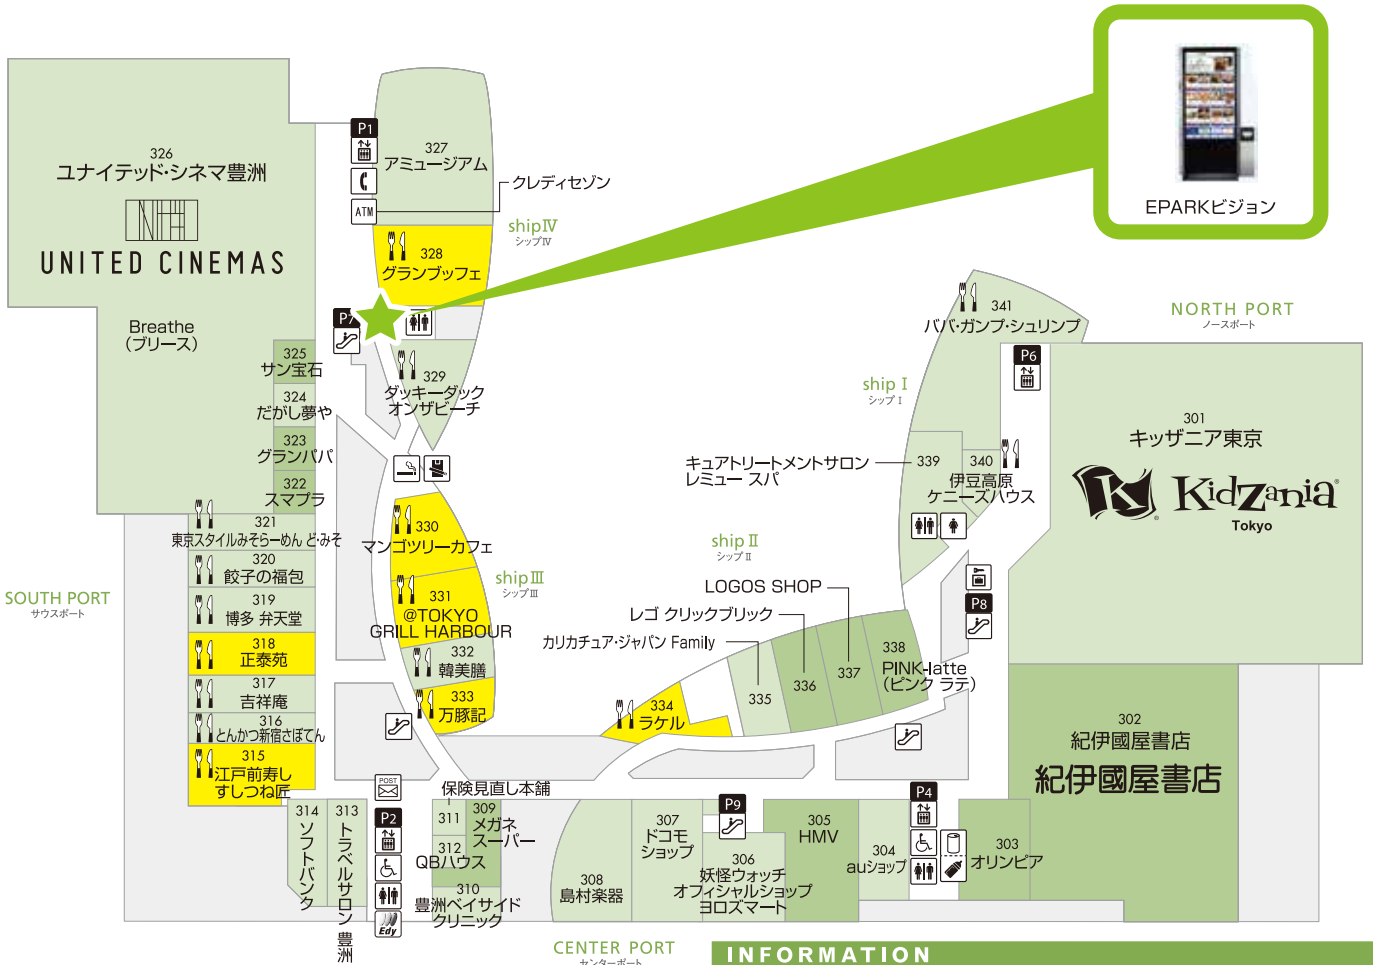 EPARKビジョン
326
ユナイテッド・シネマ豊洲
UNITED CINEMAS
Breathe
(ブリース)
P1
ATM
クレディセゾン
327
アミュージアム
shipⅣ
シップⅣ
328
グランブッフェ
P7
329
ダッキーダック
オンザビーチ
325
サン宝石
324
だがし夢や
323
グランパパ
322
スマプラ
321
東京スタイルみそらーめん ど・みそ
320
餃子の福包
319
博多 弁天堂
318
正泰苑
317
吉祥庵
316
とんかつ新宿さぼてん
315
江戸前寿し
すしつね匠
SOUTH PORT
サウスポート
330
マンゴツリーカフェ
331
@TOKYO
GRILL HARBOUR
332
韓美膳
333
万豚記
shipⅢ
シップⅢ
341
ババ・ガンプ・シュリンプ
NORTH PORT
ノースポート
P6
ship Ⅰ
シップⅠ
301
キッザニア東京
KidZania
Tokyo
キュアトリートメントサロン
レミュー スパ
339
340
伊豆高原
ケニーズハウス
ship Ⅱ
シップⅡ
LOGOS SHOP
レゴ クリックブリック
カリカチュア・ジャパン Family
P8
334
ラケル
335
336
337
338
PINK-latte
(ピンク ラテ)
302
紀伊國屋書店
紀伊國屋書店
314
ソフトバンク
313
トラベルサロン 豊洲
POST
P2
Edy
保険見直し本舗
311
309
メガネ
スーパー
312
QBハウス
310
豊洲ベイサイド
クリニック
308
島村楽器
307
ドコモ
ショップ
P9
306
妖怪ウォッチ
オフィシャルショップ
ヨロズマート
305
HMV
304
auショップ
P4
303
オリンピア
CENTER PORT
センターポート
INFORMATION